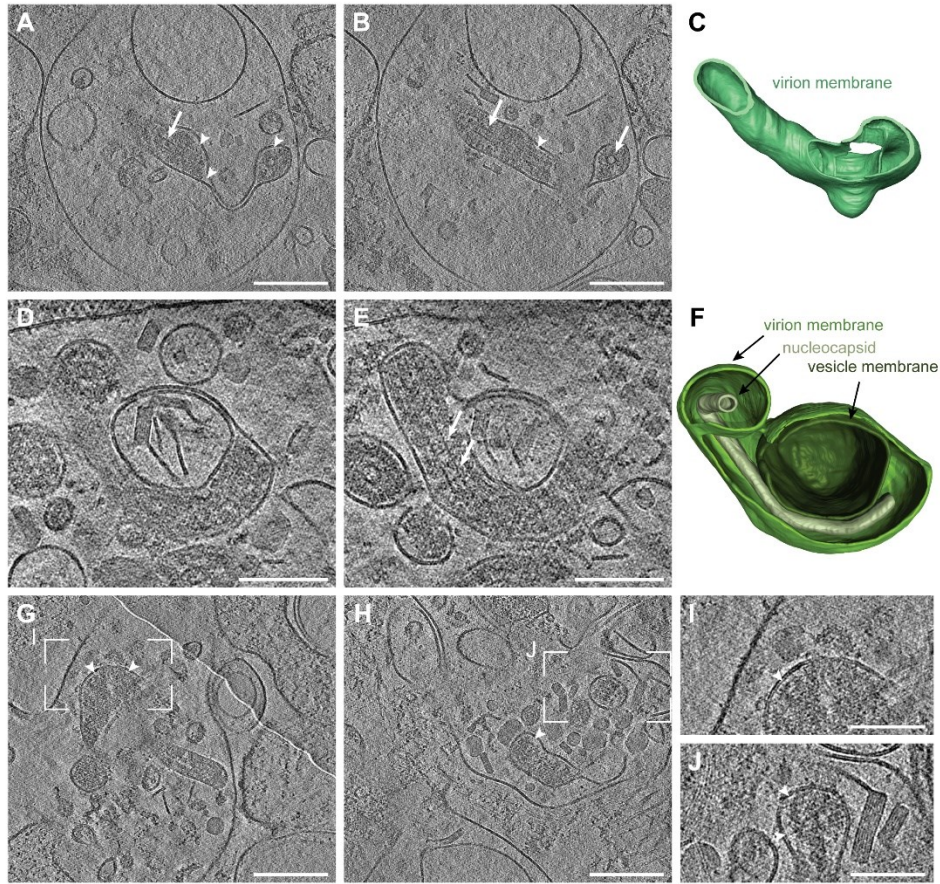 A
B
C
virion membrane
D
E
F
virion membrane
nucleocapsid
vesicle membrane
G
I
H
J
I
J